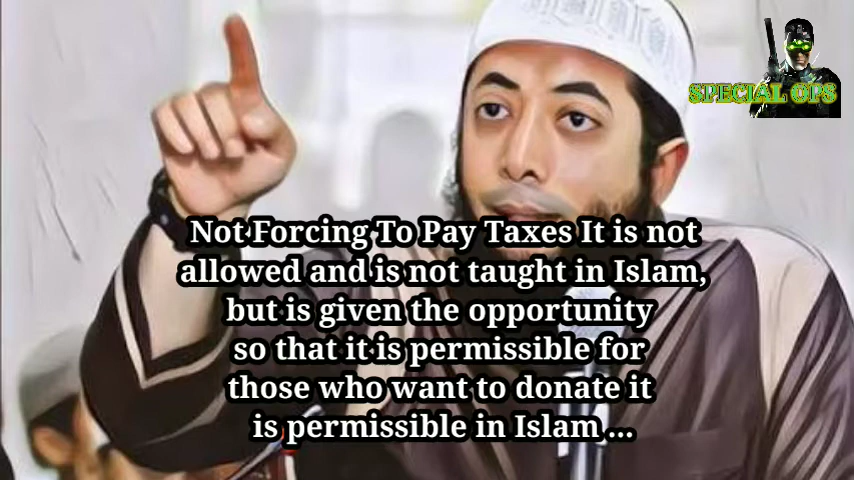 SPECIAL OPS
Not Forcing To Pay Taxes It is not
allowed and is not taught in Islam,
but is given the opportunity
so that it is permissible for
those who want to donate it
is permissible in Islam ...